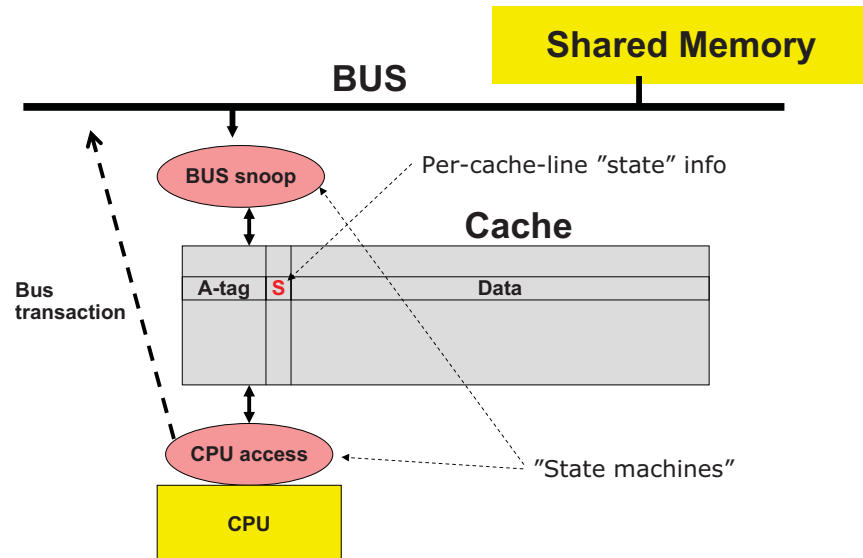 Shared Memory
BUS
BUS snoop
Per-cache-line ”state” info
Cache
A-tag
S
Data
Bus
transaction
CPU access
”State machines”
CPU